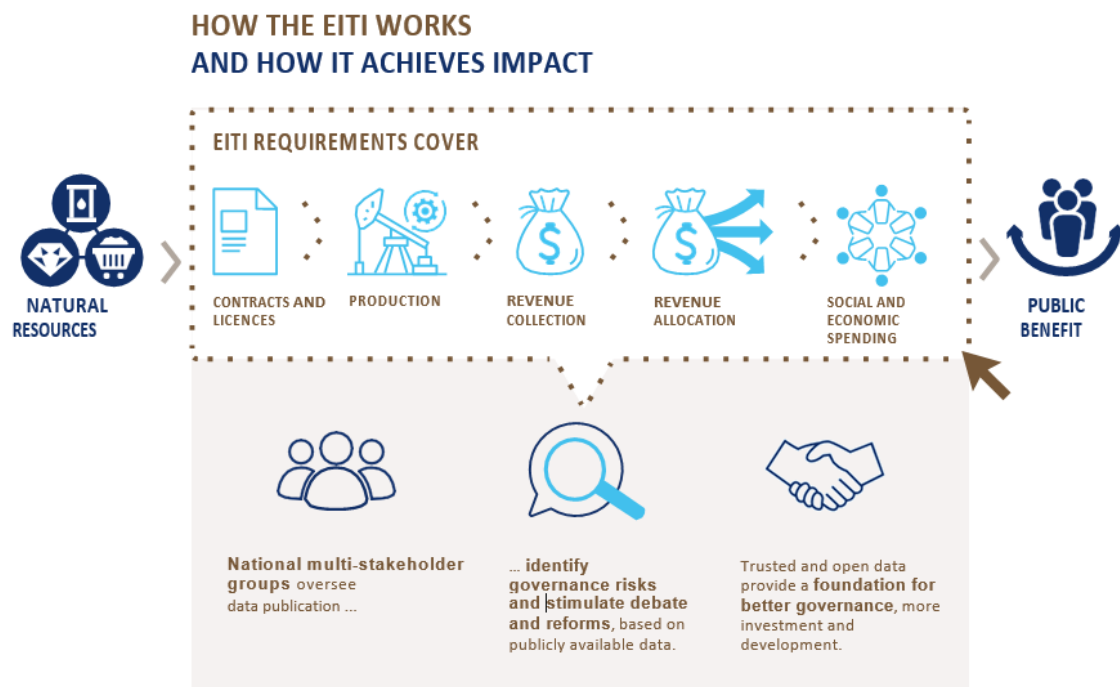 HOW THE EITI WORKS
AND HOW IT ACHIEVES IMPACT
EITI REQUIREMENTS COVER
NATURAL
RESOURCES
CONTRACTS AND
LICENCES
PRODUCTION
REVENUE
COLLECTION
REVENUE
ALLOCATION
SOCIAL AND
ECONOMIC
SPENDING
PUBLIC
BENEFIT
National multi-stakeholder
groups oversee
data publication ...
... identify
governance risks
and stimulate debate
and reforms, based on
publicly available data.
Trusted and open data
provide a foundation for
better governance, more
investment and
development.